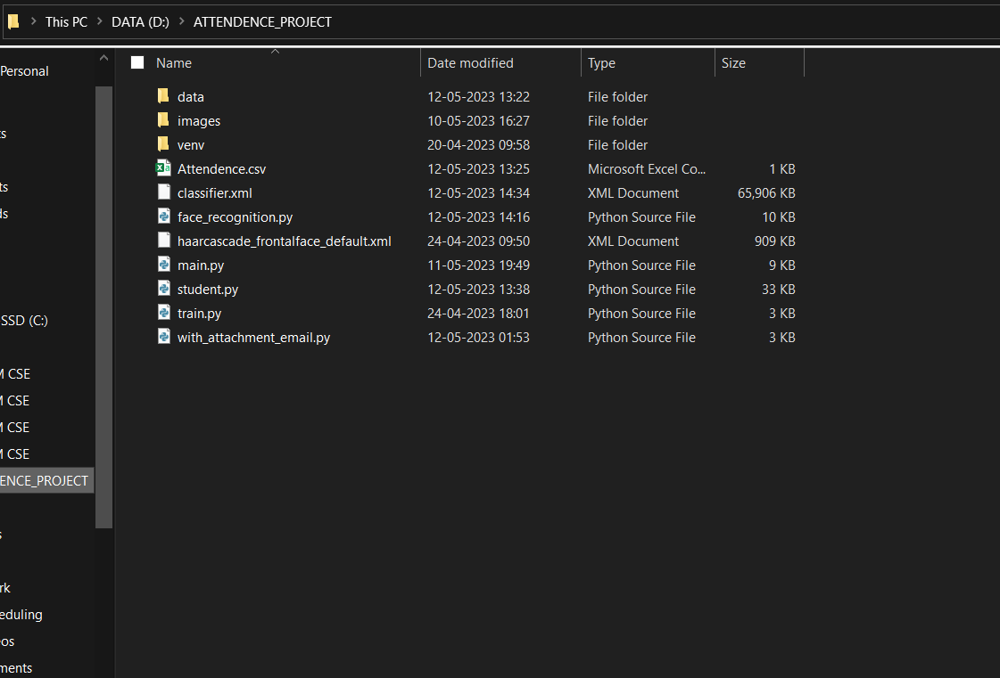 This PC > DATA (D:) > ATTENDENCE_PROJECT
Name Date modified Type Size
Personal
data 12-05-2023 13:22 File folder
images 10-05-2023 16:27 File folder
venv 20-04-2023 09:58 File folder
Attendence.csv 12-05-2023 13:25 Microsoft Excel Co... 1 KB
classifier.xml 12-05-2023 14:34 XML Document 65,906 KB
face_recognition.py 12-05-2023 14:16 Python Source File 10 KB
haarcascade_frontalface_default.xml 24-04-2023 09:50 XML Document 909 KB
main.py 11-05-2023 19:49 Python Source File 9 KB
student.py 12-05-2023 13:38 Python Source File 33 KB
train.py 24-04-2023 18:01 Python Source File 3 KB
with_attachment_email.py 12-05-2023 01:53 Python Source File 3 KB
ts
ds
SSD (C:)
M CSE
M CSE
M CSE
M CSE
ENCE_PROJECT
s
rk
eduling
eos
ments